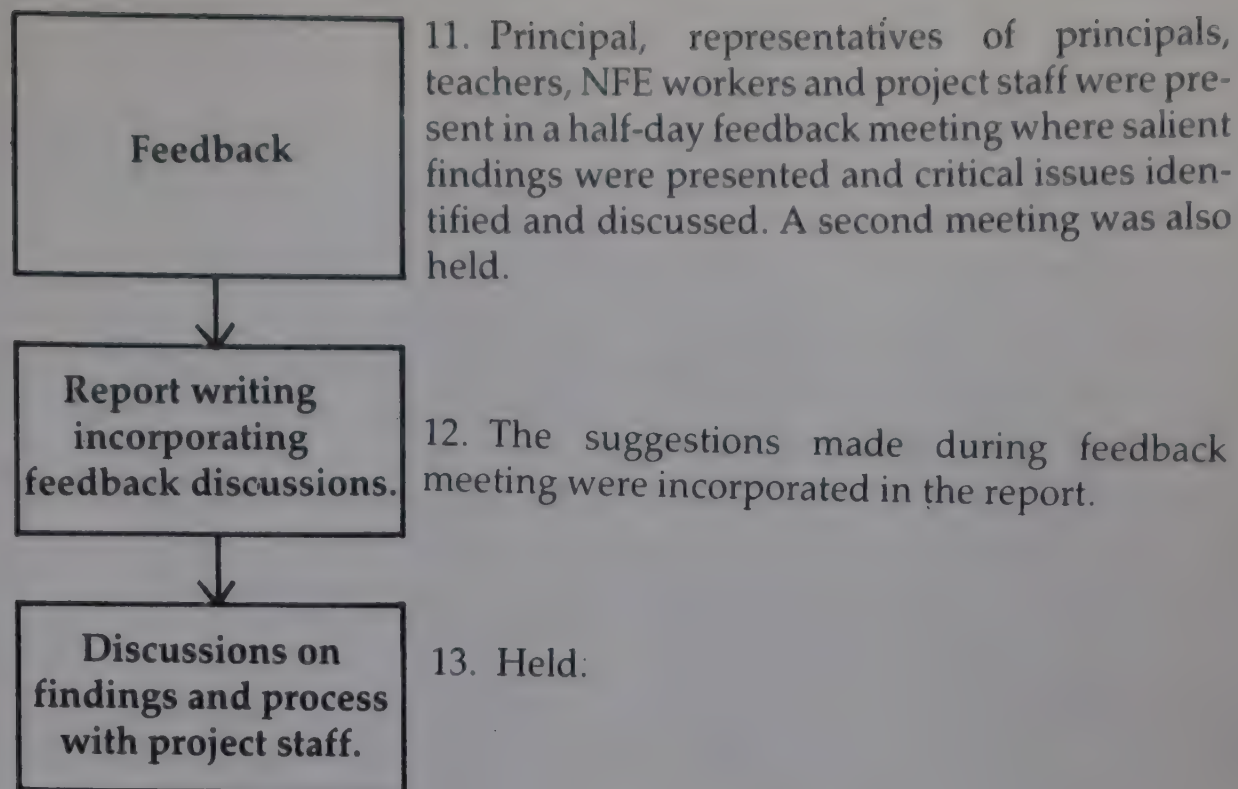 Feedback
11. Principal, representatives of principals,
teachers, NFE workers and project staff were pre-
sent in a half-day feedback meeting where salient
findings were presented and critical issues iden-
tified and discussed. A second meeting was also
held.
Report writing
incorporating
feedback discussions.
12. The suggestions made during feedback
meeting were incorporated in the report.
Discussions on
findings and process
with project staff.
13. Held.